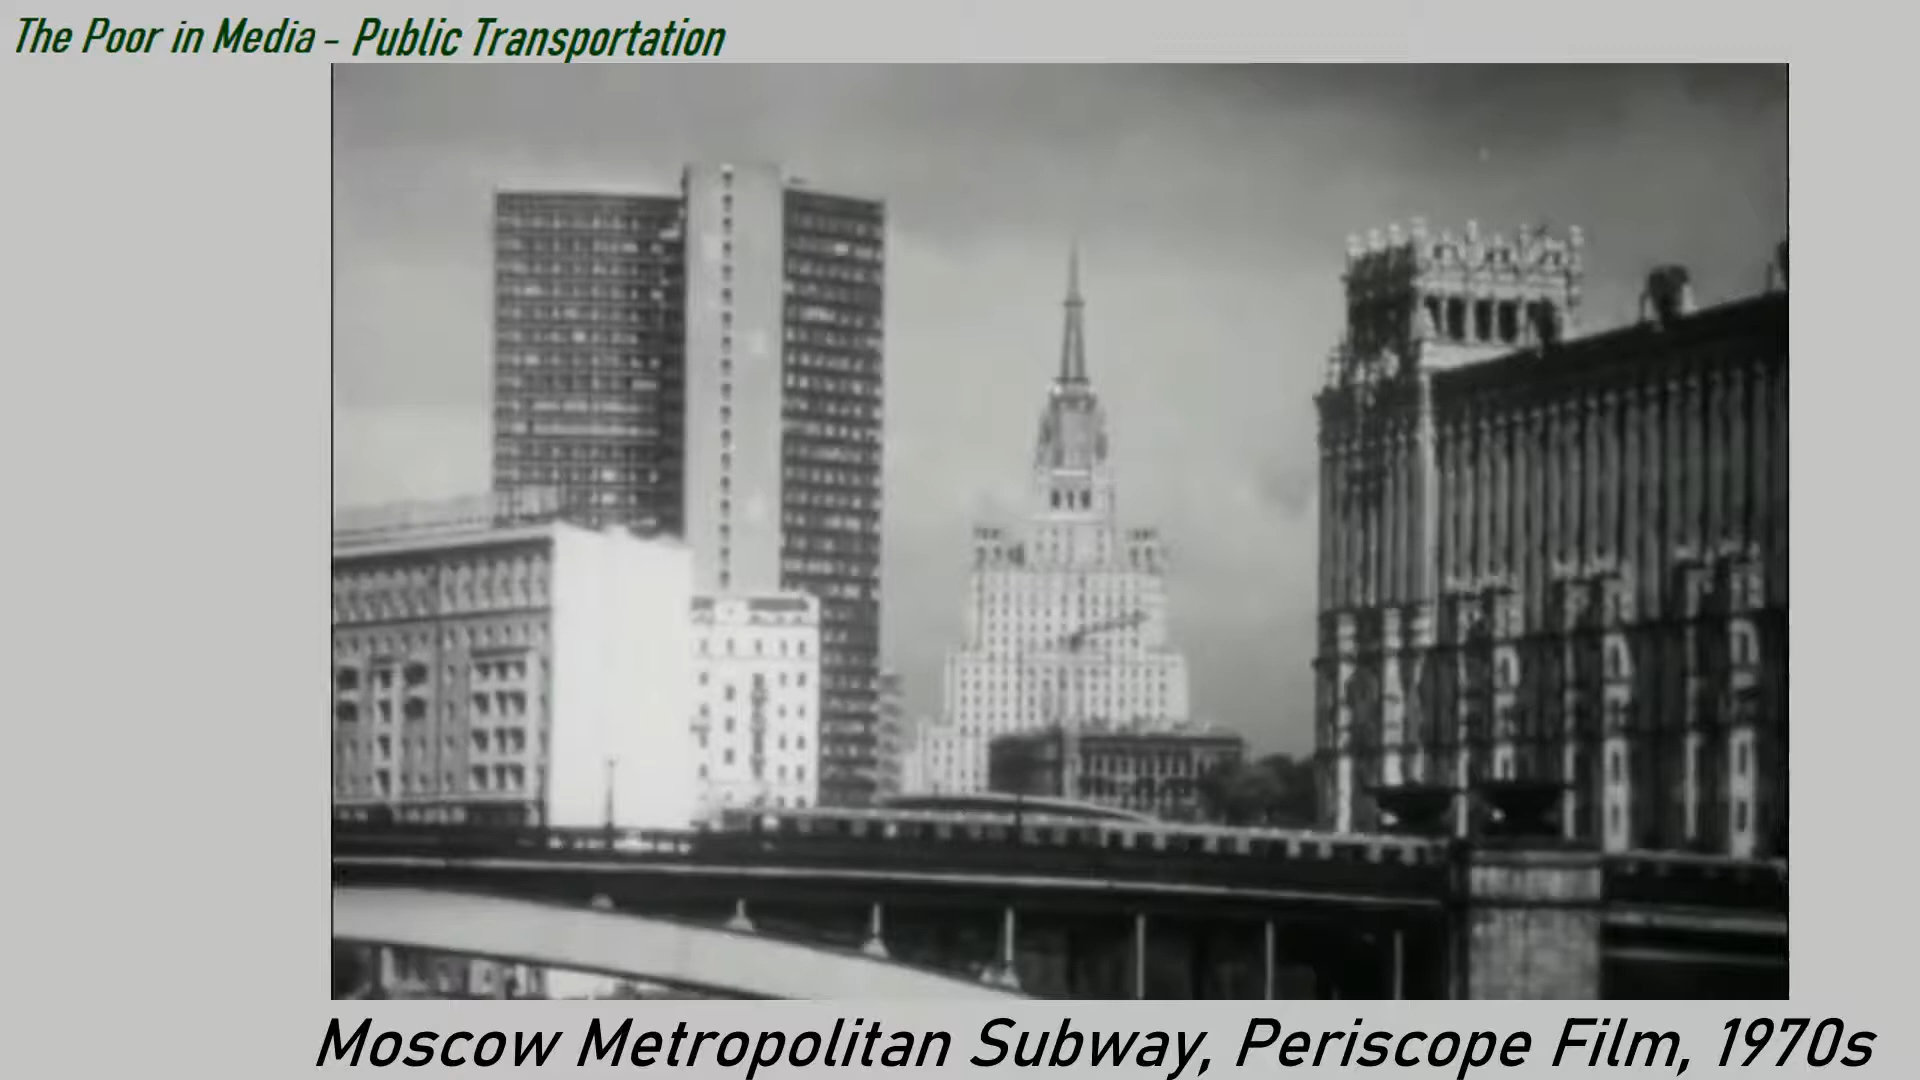 The Poor in Media - Public Transportation
Moscow Metropolitan Subway, Periscope Film, 1970s